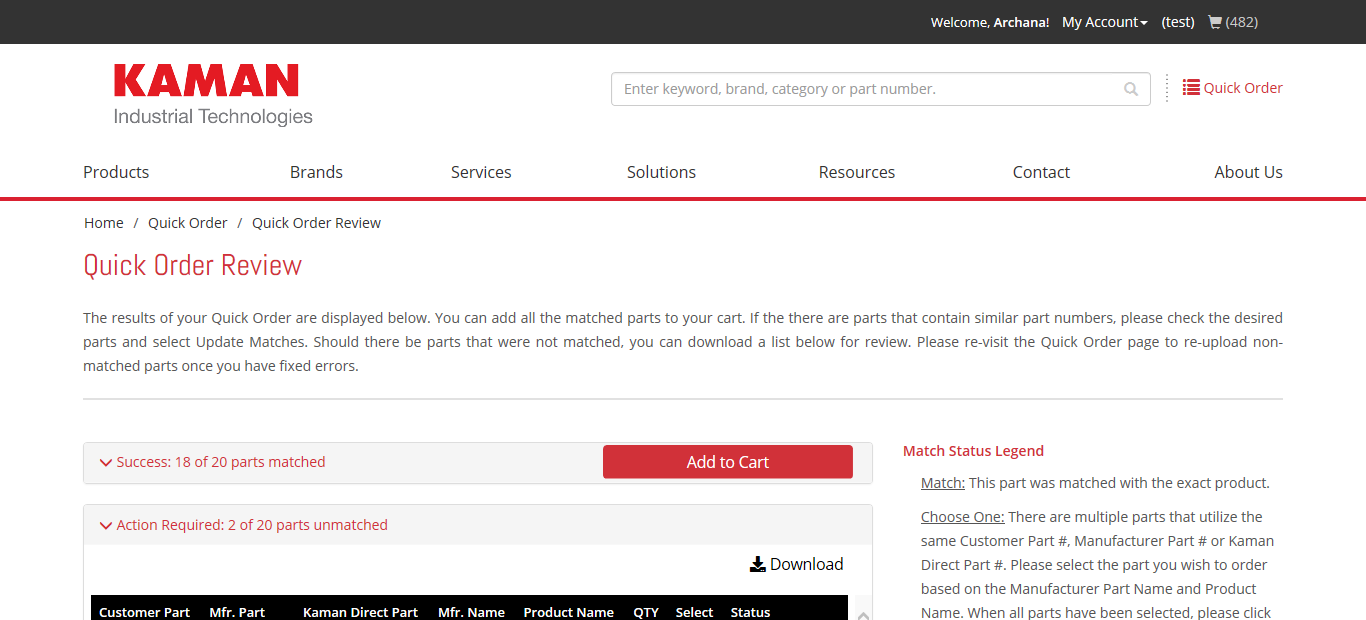 Welcome, Archana! My Account (test) (482)
KAMAN
Industrial Technologies
Enter keyword, brand, category or part number.
Quick Order
Products Brands Services Solutions Resources Contact About Us
Home / Quick Order / Quick Order Review
Quick Order Review
The results of your Quick Order are displayed below. You can add all the matched parts to your cart. If the there are parts that contain similar part numbers, please check the desired
parts and select Update Matches. Should there be parts that were not matched, you can download a list below for review. Please re-visit the Quick Order page to re-upload non-
matched parts once you have fixed errors.
Success: 18 of 20 parts matched
Add to Cart
Action Required: 2 of 20 parts unmatched
Download
Customer Part Mfr. Part Kaman Direct Part Mfr. Name Product Name QTY Select Status
Match Status Legend
Match: This part was matched with the exact product.
Choose One: There are multiple parts that utilize the
same Customer Part #, Manufacturer Part # or Kaman
Direct Part #. Please select the part you wish to order
based on the Manufacturer Part Name and Product
Name. When all parts have been selected, please click